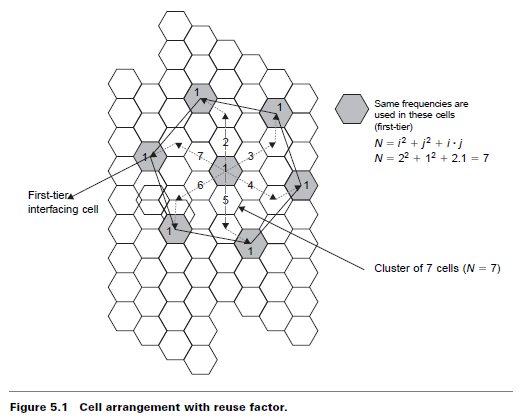 1
1
Same frequencies are
used in these cells
(first-tier)
N = i² + j² + i · j
N = 2² + 1² + 2.1 = 7
2
1
7
3
1
6
4
1
First-tier
interfacing cell
5
1
1
Cluster of 7 cells (N = 7)
Figure 5.1 Cell arrangement with reuse factor.